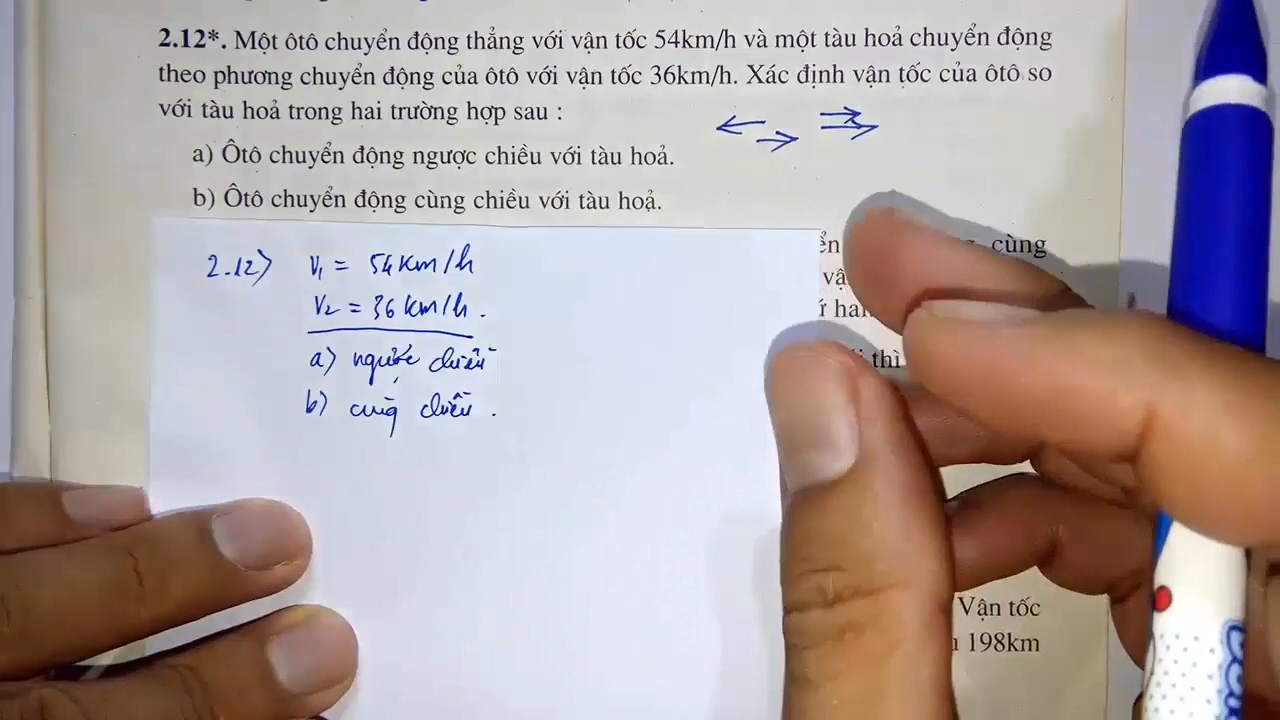 2.12*. Một ôtô chuyển động thẳng với vận tốc 54km/h và một tàu hoả chuyển động
theo phương chuyển động của ôtô với vận tốc 36km/h. Xác định vận tốc của ôtô so
với tàu hoả trong hai trường hợp sau :
a) Ôtô chuyển động ngược chiều với tàu hoả.
b) Ôtô chuyển động cùng chiều với tàu hoả.
cùng
2.12) V₁ = 54 km/h
V₂ = 36 km/h.
a) ngược chiều
b) cùng chiều.
thì
Vận tốc
198km